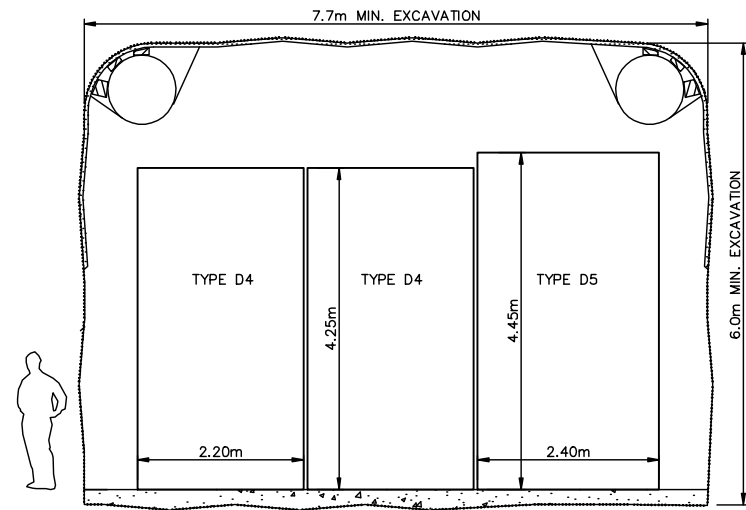 7.7m MIN. EXCAVATION
6.0m MIN. EXCAVATION
TYPE D4
TYPE D4
TYPE D5
4.25m
4.45m
2.20m
2.40m